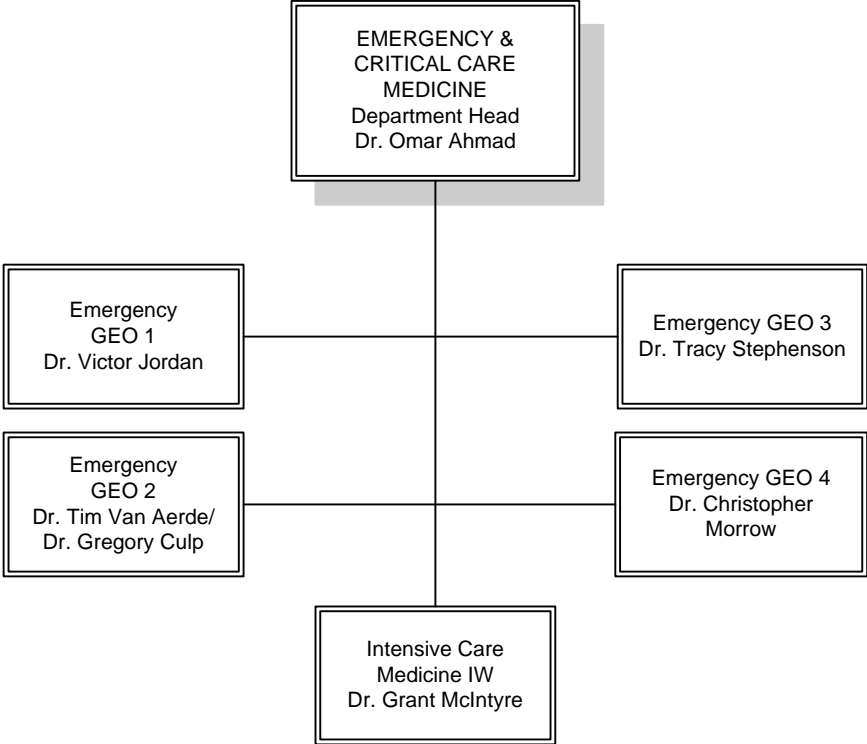 EMERGENCY &
CRITICAL CARE
MEDICINE
Department Head
Dr. Omar Ahmad
Emergency
GEO 1
Dr. Victor Jordan
Emergency GEO 3
Dr. Tracy Stephenson
Emergency
GEO 2
Dr. Tim Van Aerde/
Dr. Gregory Culp
Emergency GEO 4
Dr. Christopher
Morrow
Intensive Care
Medicine IW
Dr. Grant McIntyre